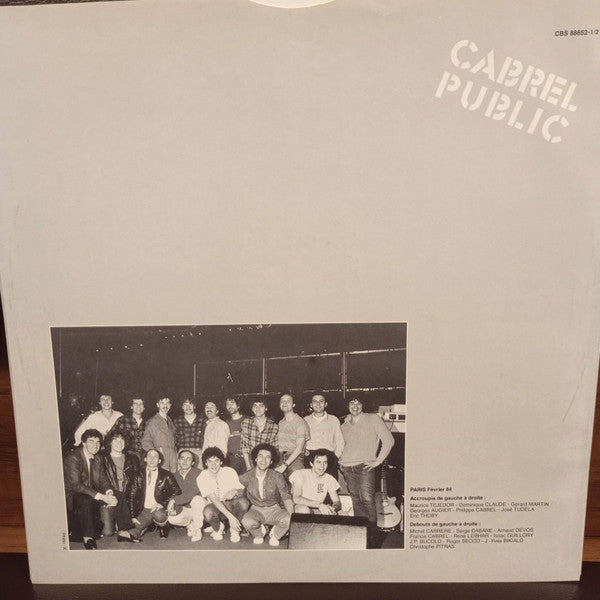 CBS 88652-1/2
CABREL
PUBLIC
PARIS Février 84
Accroupis de gauche à droite :
Maurice TEJEDOR - Dominique CLAUDE - Gérard MARTIN
Georges AUGIER - Philippe CABREL - José TUDELA
Eric THOBY
Debouts de gauche à droite :
Michel CARRERE - Serge CABANE - Arnaud DEVOS
Francis CABREL - René LEBHAR - Isaac GUILLORY
J.P. BUCOLO - Roger SECCO - J.-Yves BIKIALO
Christophe PITRAS